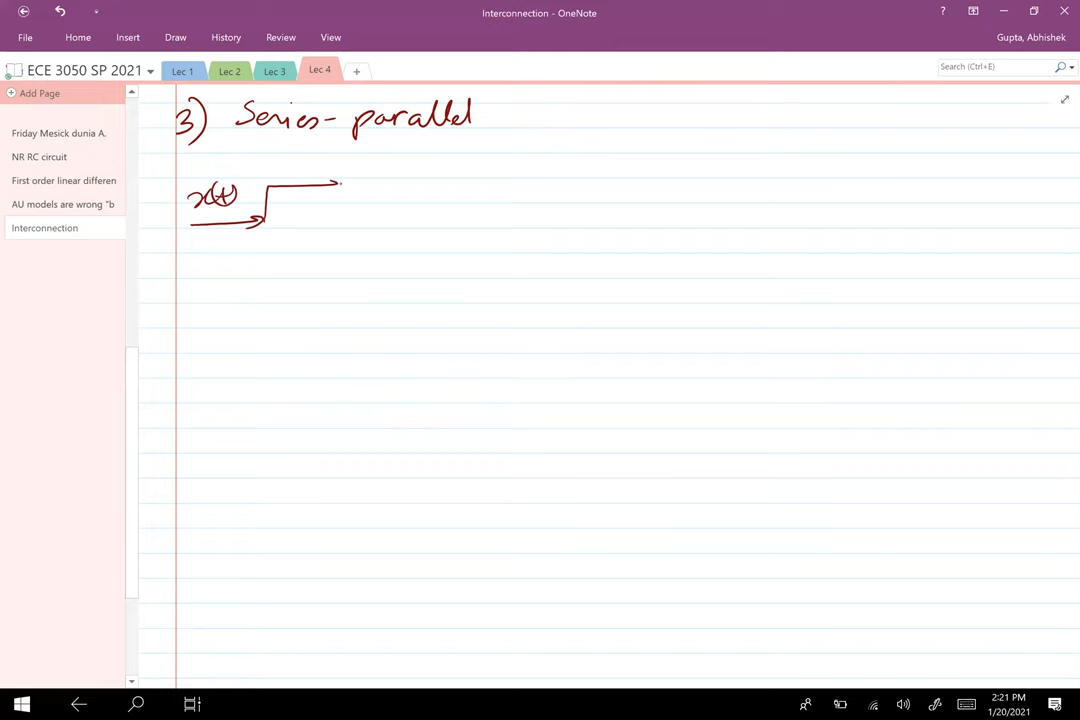 Interconnection - OneNote
?
File
Home
Insert
Draw
History
Review
View
Gupta, Abhishek
ECE 3050 SP 2021
Lec 1
Lec 2
Lec 3
Lec 4
+
Search (Ctrl+E)
Add Page
Friday Mesick dunia A.
NR RC circuit
First order linear differen
AU models are wrong "b
Interconnection
3) Series-parallel
x(t)
2:21 PM
1/20/2021